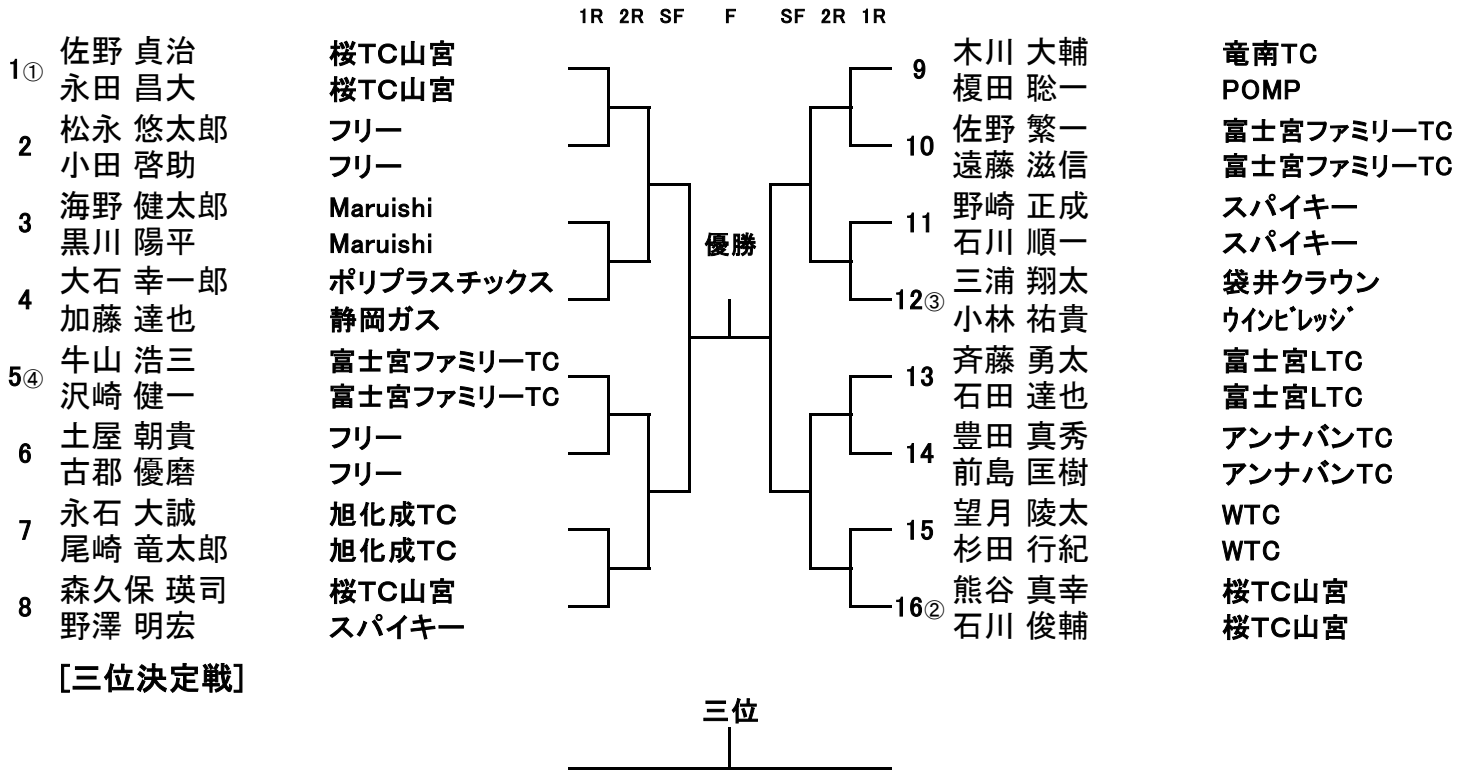 1R 2R SF F SF 2R 1R
1① 佐野 貞治 桜TC山宮
永田 昌大 桜TC山宮
2 松永 悠太郎 フリー
小田 啓助 フリー
3 海野 健太郎 Maruishi
黒川 陽平 Maruishi
4 大石 幸一郎 ポリプラスチックス
加藤 達也 静岡ガス
5④ 牛山 浩三 富士宮ファミリーTC
沢崎 健一 富士宮ファミリーTC
6 土屋 朝貴 フリー
古郡 優磨 フリー
7 永石 大誠 旭化成TC
尾崎 竜太郎 旭化成TC
8 森久保 瑛司 桜TC山宮
野澤 明宏 スパイキー
優勝
9 木川 大輔 竜南TC
榎田 聡一 POMP
10 佐野 繁一 富士宮ファミリーTC
遠藤 滋信 富士宮ファミリーTC
11 野崎 正成 スパイキー
石川 順一 スパイキー
12③ 三浦 翔太 袋井クラウン
小林 祐貴 ｳｲﾝﾋﾞﾚｯｼﾞ
13 斉藤 勇太 富士宮LTC
石田 達也 富士宮LTC
14 豊田 真秀 アンナバンTC
前島 匡樹 アンナバンTC
15 望月 陵太 WTC
杉田 行紀 WTC
16② 熊谷 真幸 桜TC山宮
石川 俊輔 桜TC山宮
[三位決定戦]
三位